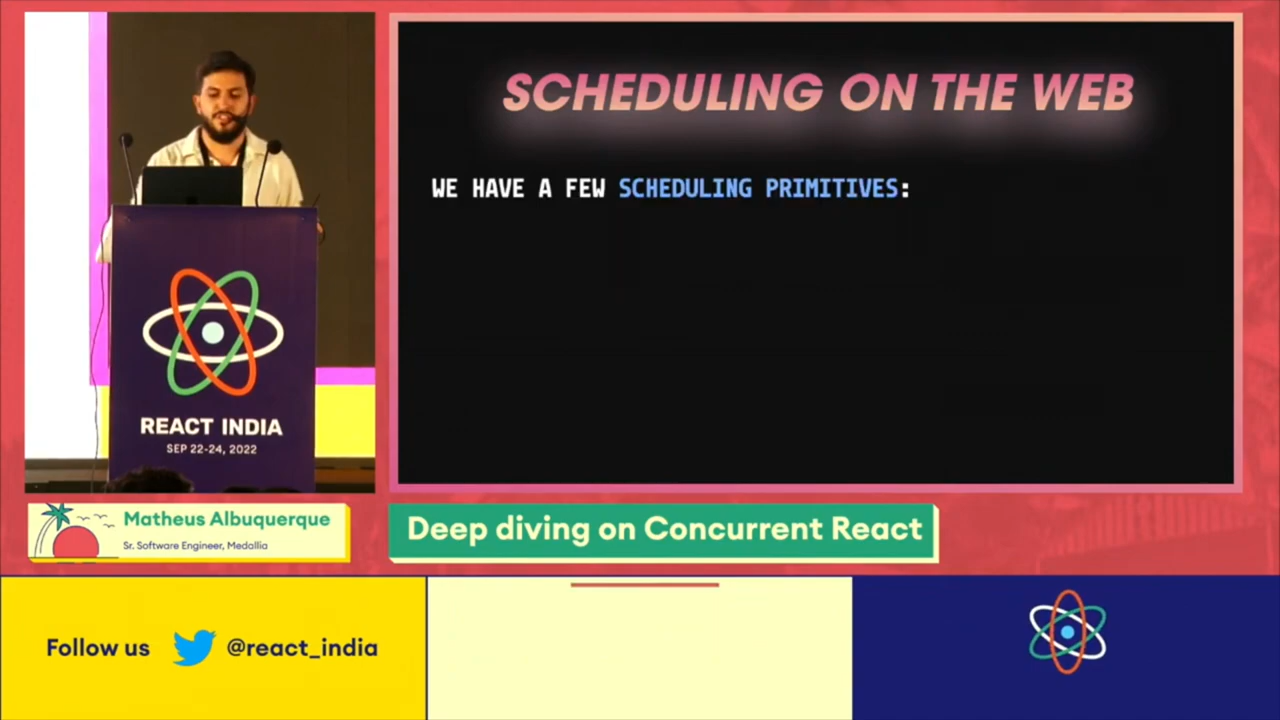 SCHEDULING ON THE WEB
WE HAVE A FEW SCHEDULING PRIMITIVES:
REACT INDIA
SEP 22-24, 2022
Matheus Albuquerque
Sr. Software Engineer, Medallia
Deep diving on Concurrent React
Follow us @react_india